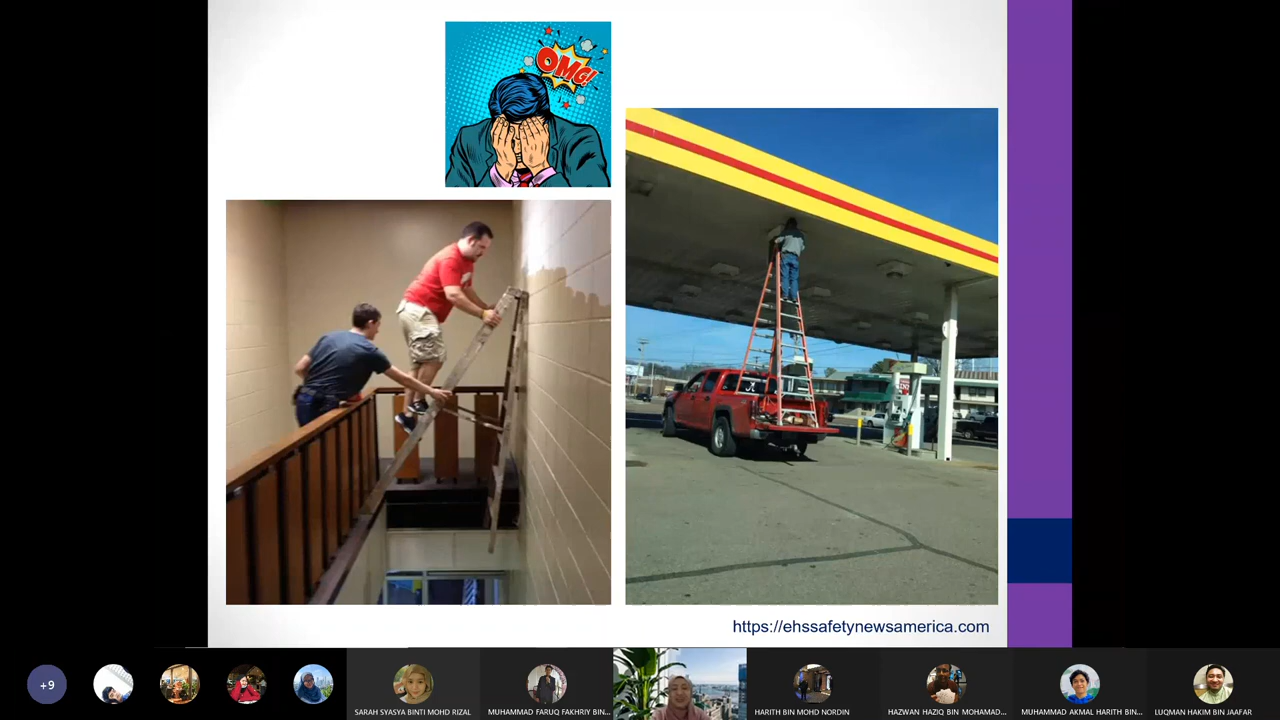 OMG!
https://ehssafetynewsamerica.com
+9
SARAH SYASYA BINTI MOHD RIZAL
MUHAMMAD FARUQ FAKHRIY BIN...
HARITH BIN MOHD NORDIN
HAZWAN HAZIQ BIN MOHAMAD...
MUHAMMAD AKMAL HARITH BIN...
LUQMAN HAKIM BIN JAAFAR